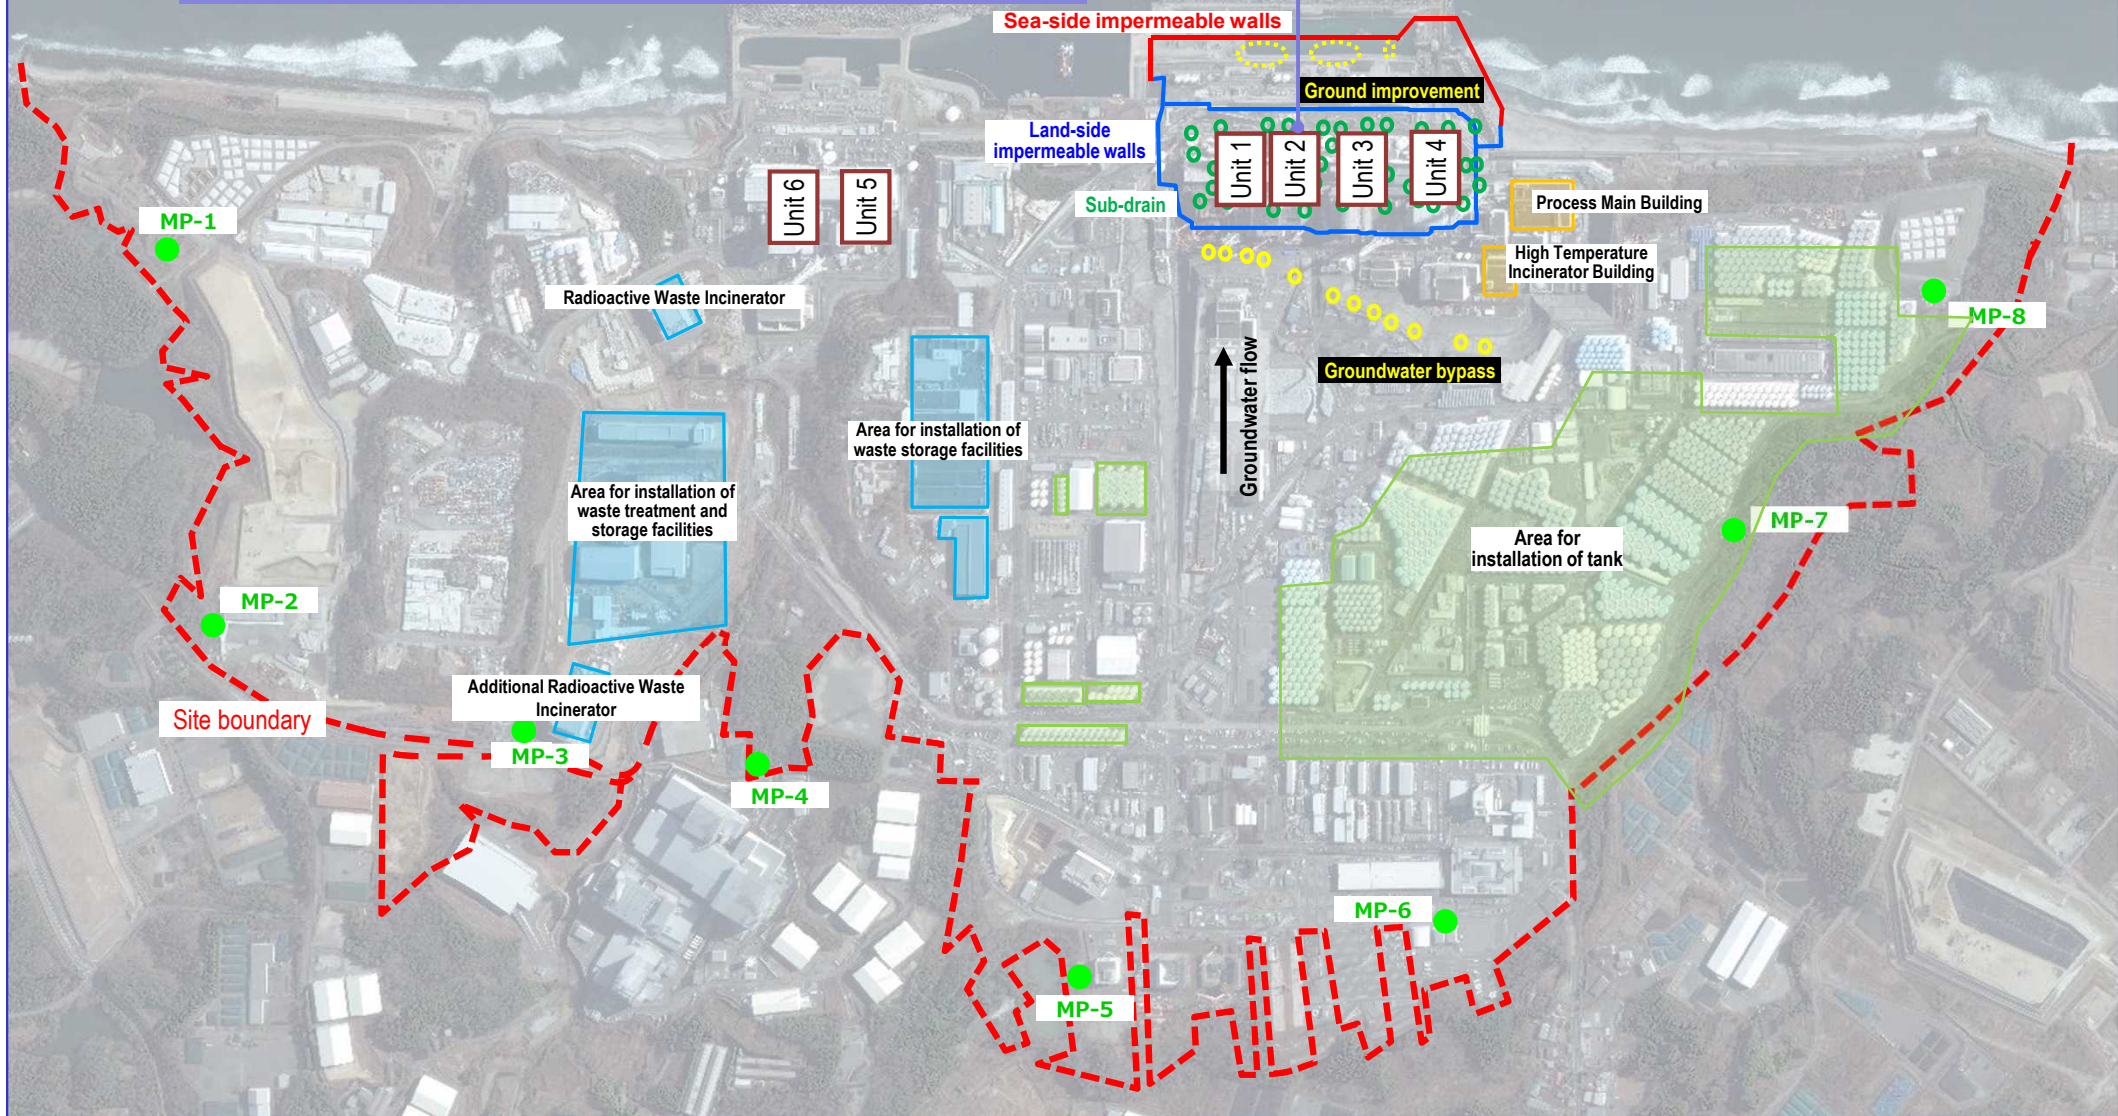 Sea-side impermeable walls
Ground improvement
Land-side
impermeable walls
Unit 1
Unit 2
Unit 3
Unit 4
Unit 6
Unit 5
Sub-drain
Process Main Building
MP-1
High Temperature
Incinerator Building
Radioactive Waste Incinerator
MP-8
Groundwater flow
Groundwater bypass
Area for installation of
waste storage facilities
Area for installation of
waste treatment and
storage facilities
MP-7
Area for
installation of tank
MP-2
Additional Radioactive Waste
Incinerator
Site boundary
MP-3
MP-4
MP-6
MP-5